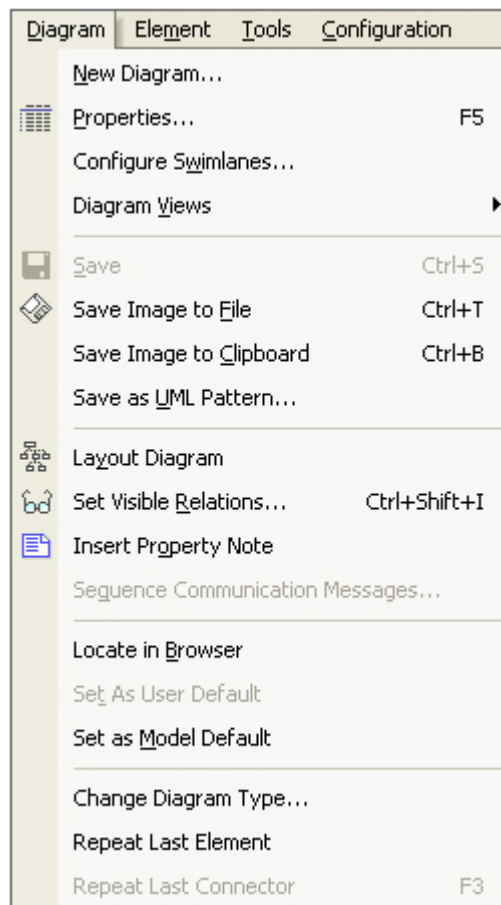 Diagram Element Tools Configuration
New Diagram...
Properties... F5
Configure Swimlanes...
Diagram Views
Save Ctrl+S
Save Image to File Ctrl+T
Save Image to Clipboard Ctrl+B
Save as UML Pattern...
Layout Diagram
Set Visible Relations... Ctrl+Shift+I
Insert Property Note
Sequence Communication Messages...
Locate in Browser
Set As User Default
Set as Model Default
Change Diagram Type...
Repeat Last Element
Repeat Last Connector F3